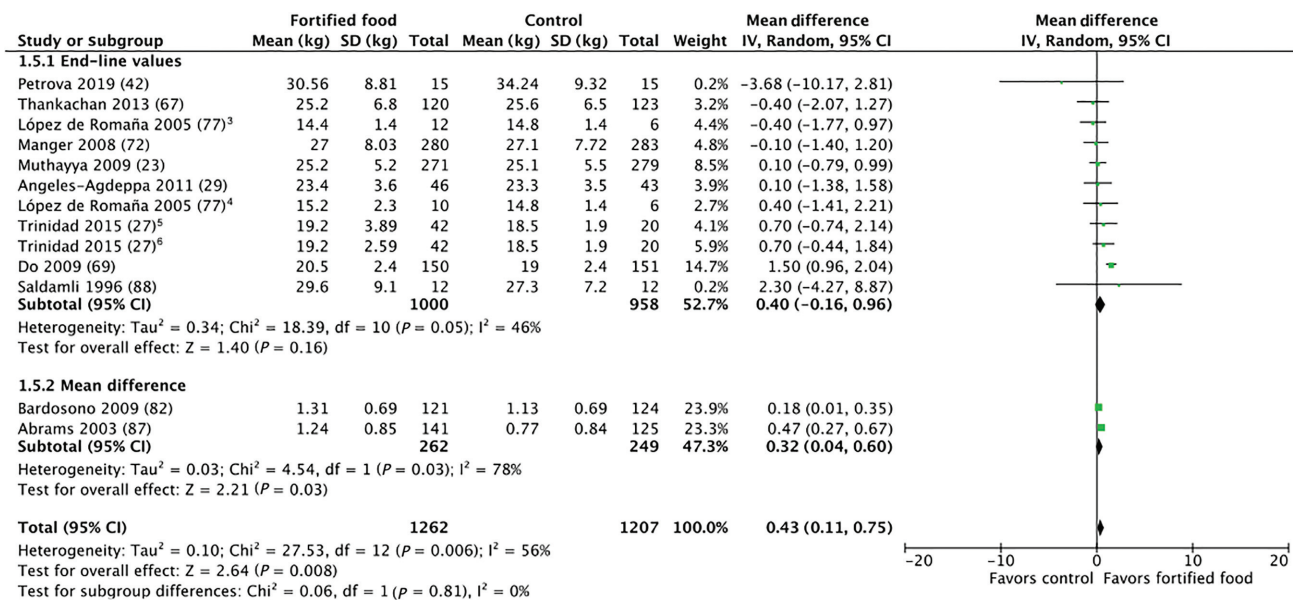 Fortified food Control Mean difference Mean difference
Study or subgroup Mean (kg) SD (kg) Total Mean (kg) SD (kg) Total Weight IV, Random, 95% CI IV, Random, 95% CI
1.5.1 End-line values
Petrova 2019 (42) 30.56 8.81 15 34.24 9.32 15 0.2% −3.68 (−10.17, 2.81)
Thankachan 2013 (67) 25.2 6.8 120 25.6 6.5 123 3.2% −0.40 (−2.07, 1.27)
López de Romaña 2005 (77)³ 14.4 1.4 12 14.8 1.4 6 4.4% −0.40 (−1.77, 0.97)
Manger 2008 (72) 27 8.03 280 27.1 7.72 283 4.8% −0.10 (−1.40, 1.20)
Muthayya 2009 (23) 25.2 5.2 271 25.1 5.5 279 8.5% 0.10 (−0.79, 0.99)
Angeles-Agdeppa 2011 (29) 23.4 3.6 46 23.3 3.5 43 3.9% 0.10 (−1.38, 1.58)
López de Romaña 2005 (77)⁴ 15.2 2.3 10 14.8 1.4 6 2.7% 0.40 (−1.41, 2.21)
Trinidad 2015 (27)⁵ 19.2 3.89 42 18.5 1.9 20 4.1% 0.70 (−0.74, 2.14)
Trinidad 2015 (27)⁶ 19.2 2.59 42 18.5 1.9 20 5.9% 0.70 (−0.44, 1.84)
Do 2009 (69) 20.5 2.4 150 19 2.4 151 14.7% 1.50 (0.96, 2.04)
Saldamli 1996 (88) 29.6 9.1 12 27.3 7.2 12 0.2% 2.30 (−4.27, 8.87)
Subtotal (95% CI) 1000 958 52.7% 0.40 (−0.16, 0.96)
Heterogeneity: Tau² = 0.34; Chi² = 18.39, df = 10 (P = 0.05); I² = 46%
Test for overall effect: Z = 1.40 (P = 0.16)
1.5.2 Mean difference
Bardosono 2009 (82) 1.31 0.69 121 1.13 0.69 124 23.9% 0.18 (0.01, 0.35)
Abrams 2003 (87) 1.24 0.85 141 0.77 0.84 125 23.3% 0.47 (0.27, 0.67)
Subtotal (95% CI) 262 249 47.3% 0.32 (0.04, 0.60)
Heterogeneity: Tau² = 0.03; Chi² = 4.54, df = 1 (P = 0.03); I² = 78%
Test for overall effect: Z = 2.21 (P = 0.03)
Total (95% CI) 1262 1207 100.0% 0.43 (0.11, 0.75)
Heterogeneity: Tau² = 0.10; Chi² = 27.53, df = 12 (P = 0.006); I² = 56%
Test for overall effect: Z = 2.64 (P = 0.008)
Test for subgroup differences: Chi² = 0.06, df = 1 (P = 0.81), I² = 0%
−20 −10 0 10 20
Favors control Favors fortified food